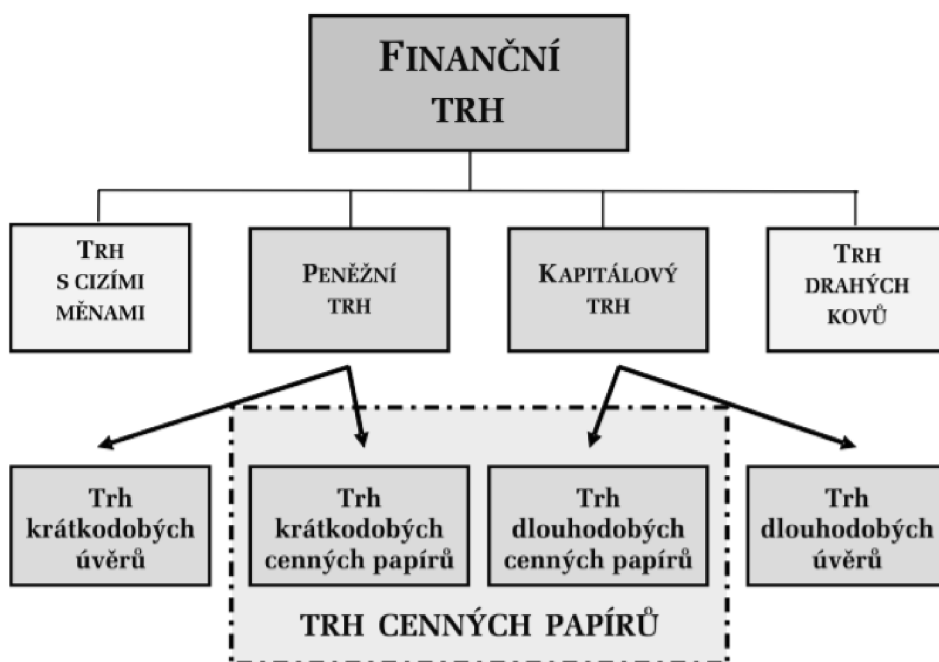 FINANČNÍ
TRH
TRH
S CIZÍMI
MĚNAMI
PENĚŽNÍ
TRH
KAPITÁLOVÝ
TRH
TRH
DRAHÝCH
KOVŮ
Trh
krátkodobých
úvěrů
Trh
krátkodobých
cenných papírů
Trh
dlouhodobých
cenných papírů
Trh
dlouhodobých
úvěrů
TRH CENNÝCH PAPÍRŮ